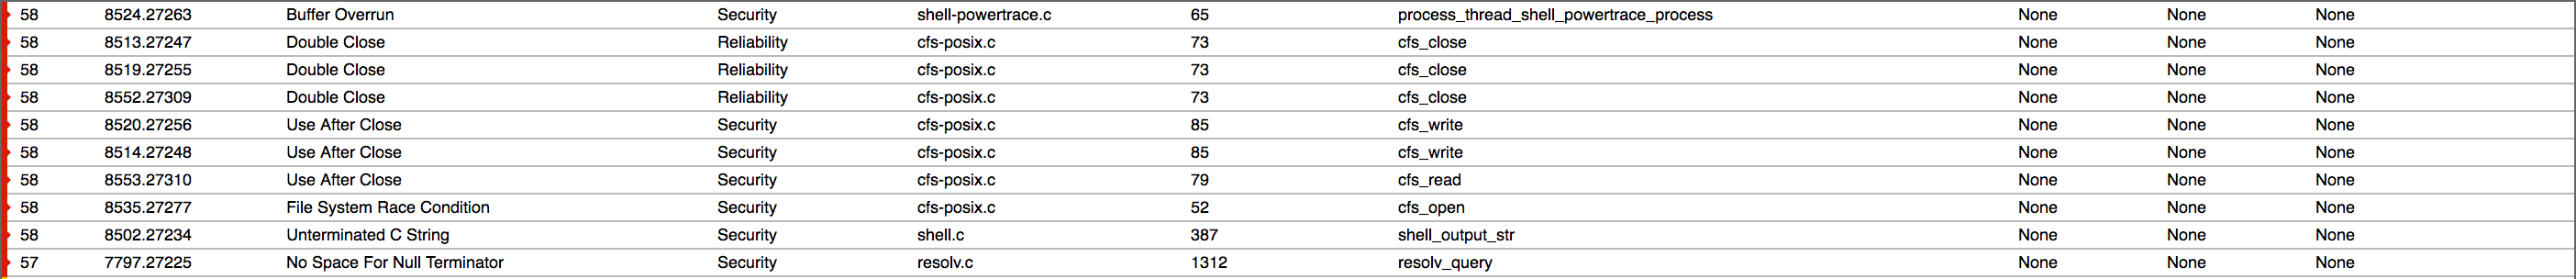 58 8524.27263 Buffer Overrun Security shell-powertrace.c 65 process_thread_shell_powertrace_process None None None
58 8513.27247 Double Close Reliability cfs-posix.c 73 cfs_close None None None
58 8519.27255 Double Close Reliability cfs-posix.c 73 cfs_close None None None
58 8552.27309 Double Close Reliability cfs-posix.c 73 cfs_close None None None
58 8520.27256 Use After Close Security cfs-posix.c 85 cfs_write None None None
58 8514.27248 Use After Close Security cfs-posix.c 85 cfs_write None None None
58 8553.27310 Use After Close Security cfs-posix.c 79 cfs_read None None None
58 8535.27277 File System Race Condition Security cfs-posix.c 52 cfs_open None None None
58 8502.27234 Unterminated C String Security shell.c 387 shell_output_str None None None
57 7797.27225 No Space For Null Terminator Security resolv.c 1312 resolv_query None None None